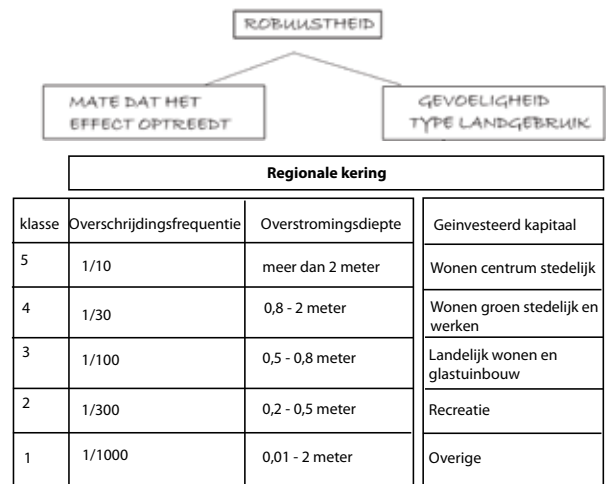 ROBUUSTHEID
MATE DAT HET
EFFECT OPTREEDT
GEVOELIGHEID
TYPE LANDGEBRUIK
Regionale kering
klasse Overschrijdingsfrequentie Overstromingsdiepte Geinvesteerd kapitaal
5 1/10 meer dan 2 meter Wonen centrum stedelijk
4 1/30 0,8 - 2 meter Wonen groen stedelijk en
werken
3 1/100 0,5 - 0,8 meter Landelijk wonen en
glastuinbouw
2 1/300 0,2 - 0,5 meter Recreatie
1 1/1000 0,01 - 2 meter Overige